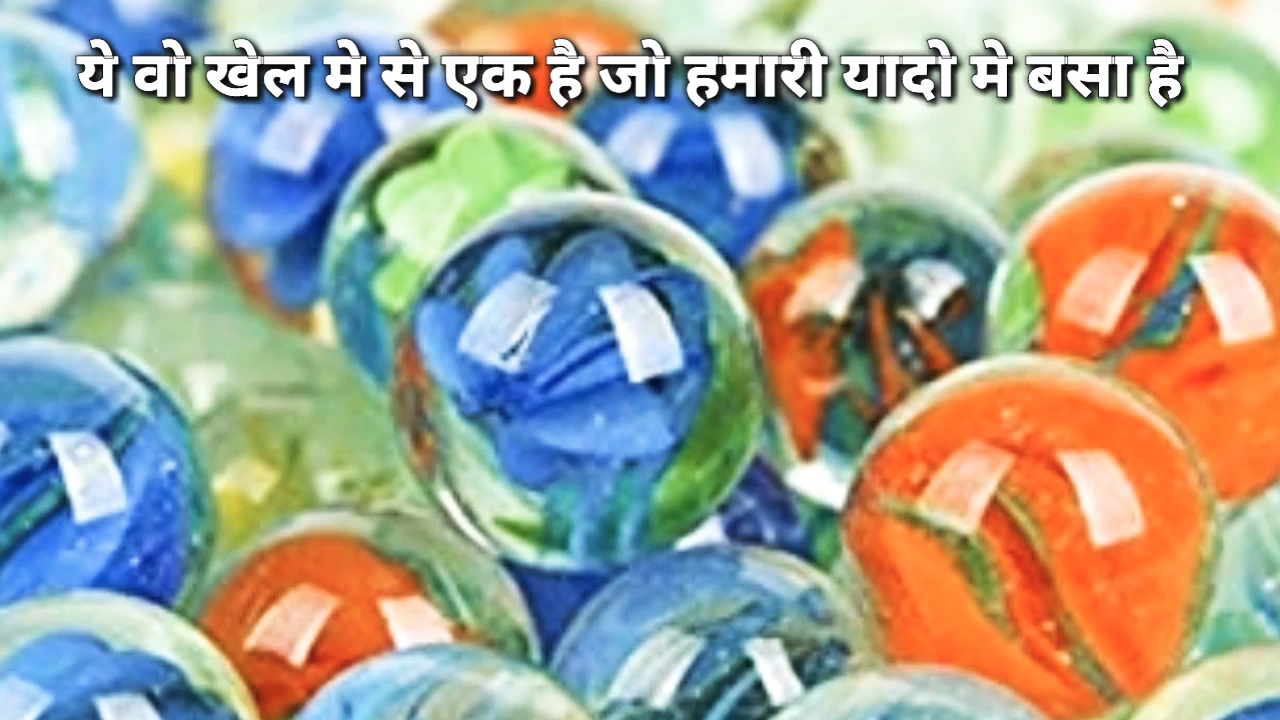 ये वो खेल मे से एक है जो हमारी यादो मे बसा है